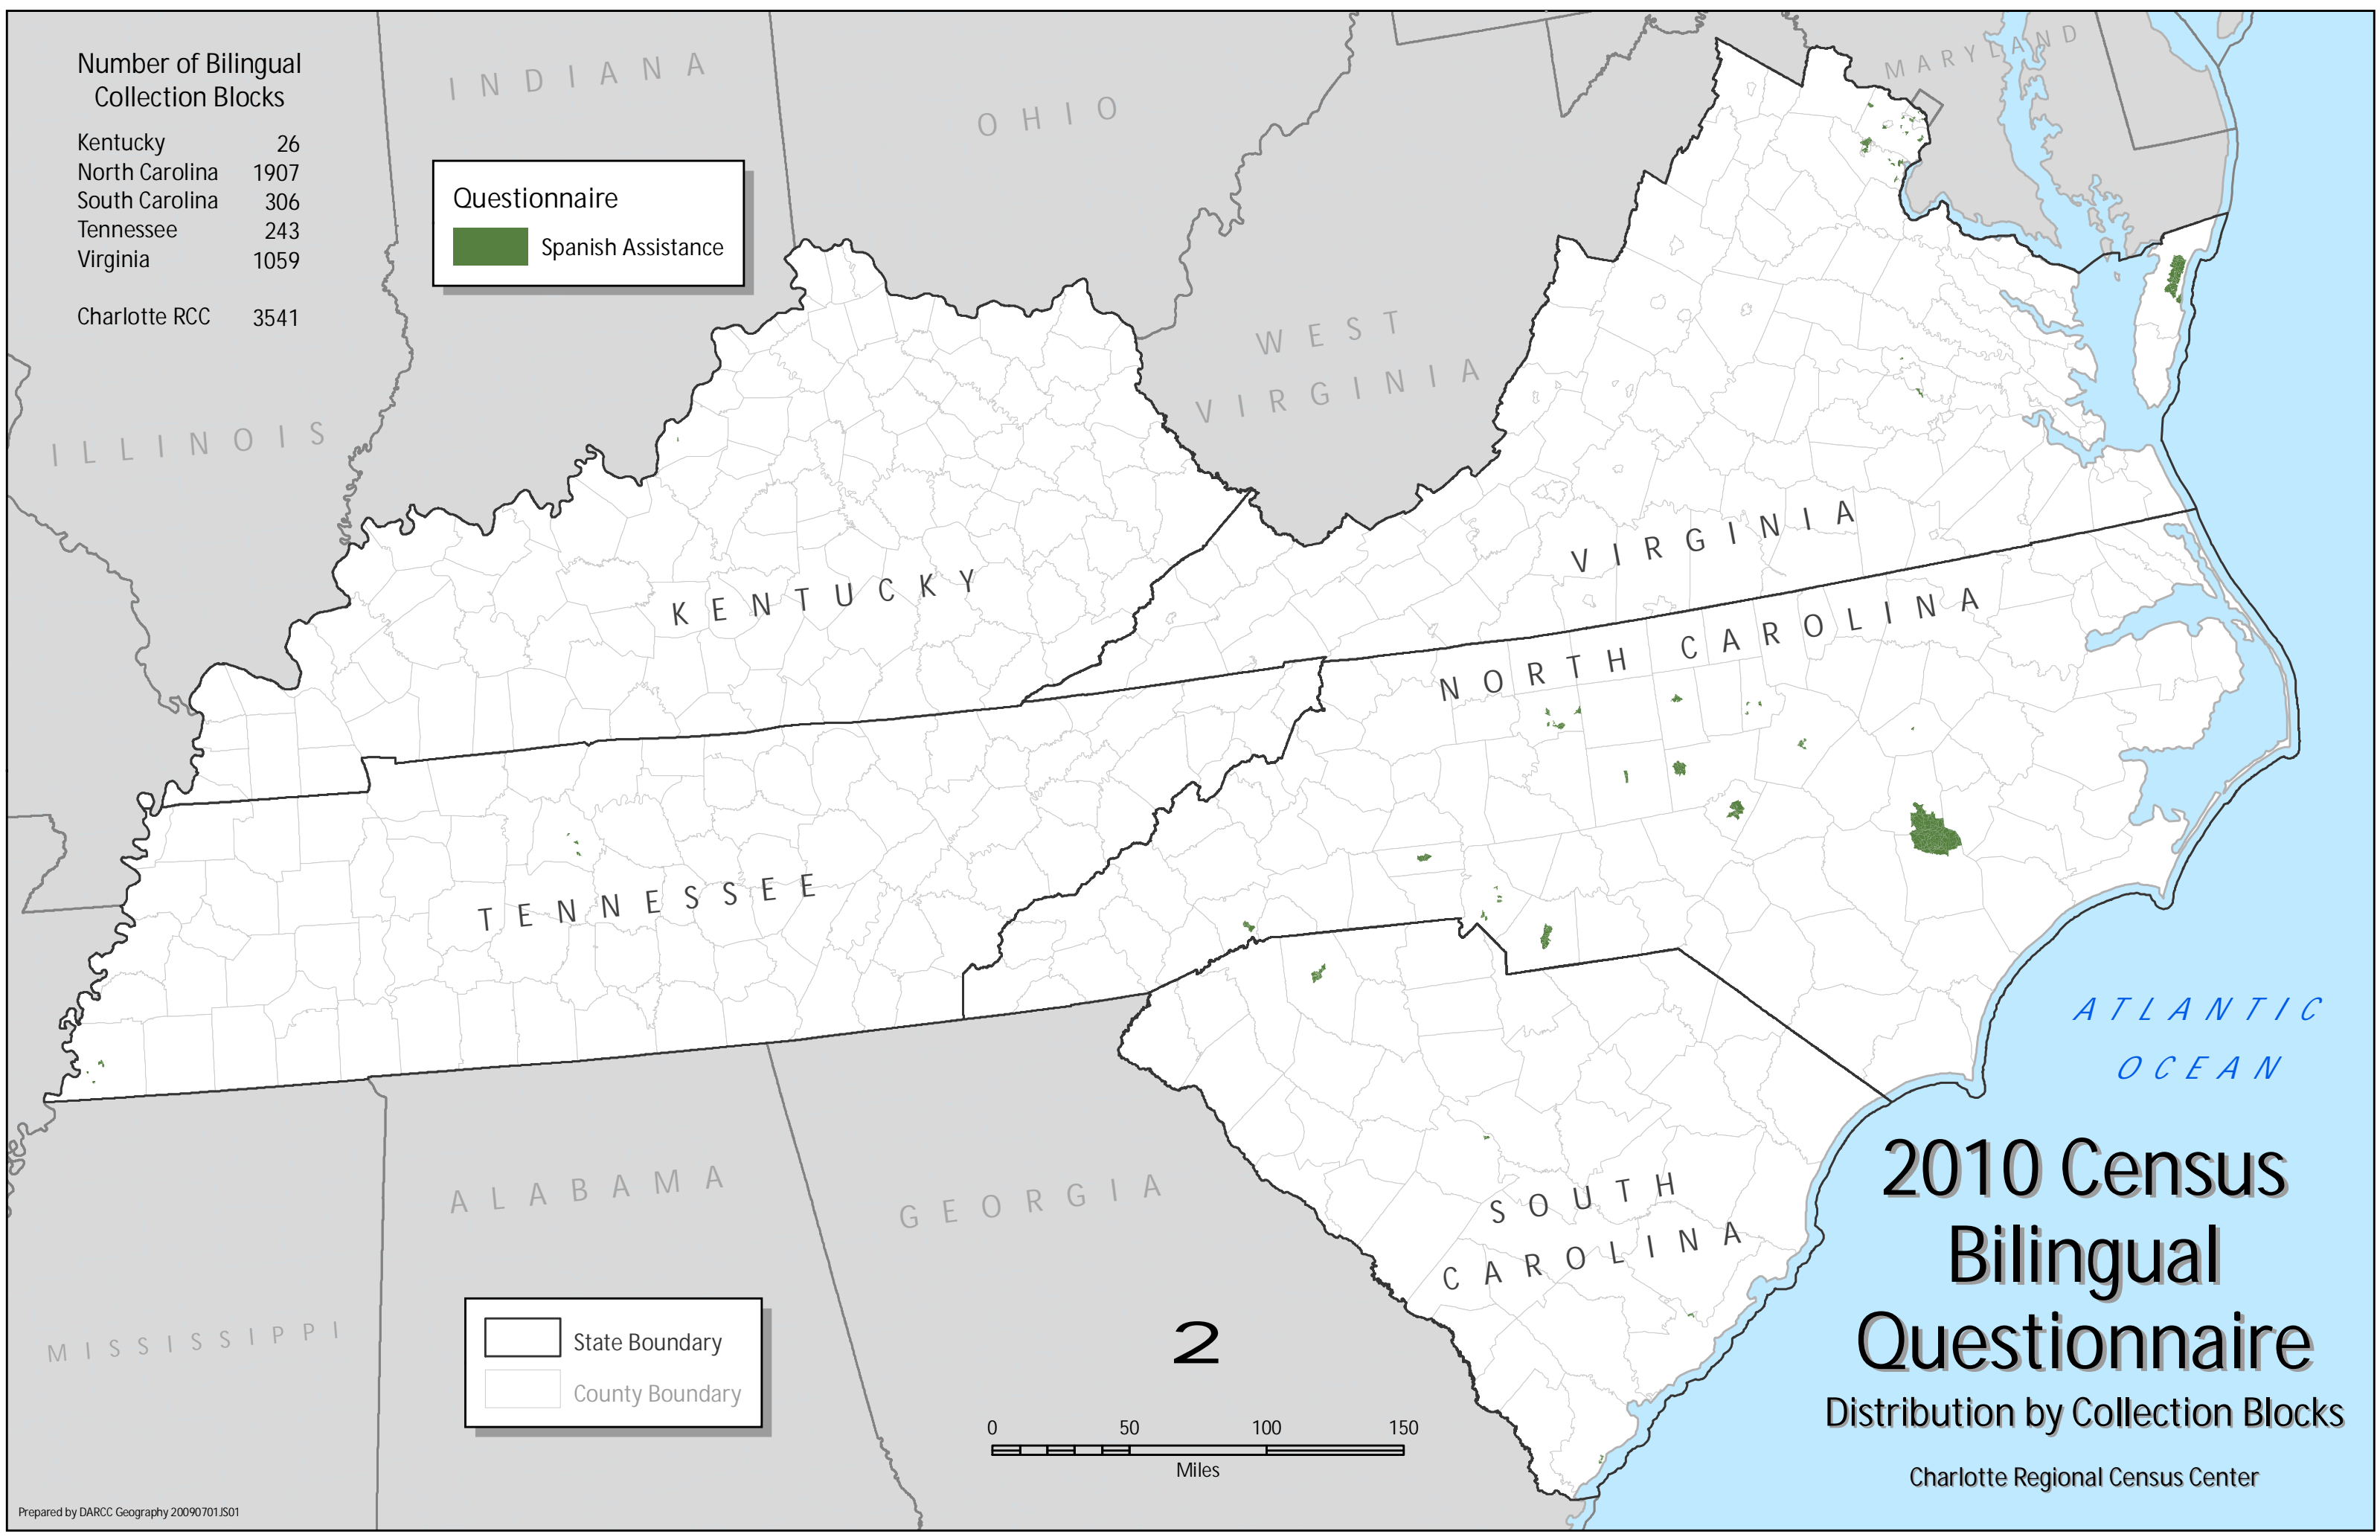 Number of Bilingual
Collection Blocks
Kentucky 26
North Carolina 1907
South Carolina 306
Tennessee 243
Virginia 1059
Charlotte RCC 3541
INDIANA
OHIO
MARYLAND
Questionnaire
Spanish Assistance
WEST
VIRGINIA
ILLINOIS
VIRGINIA
KENTUCKY
NORTH CAROLINA
TENNESSEE
ATLANTIC
OCEAN
ALABAMA
GEORGIA
SOUTH
CAROLINA
MISSISSIPPI
2010 Census
Bilingual
Questionnaire
Distribution by Collection Blocks
Charlotte Regional Census Center
State Boundary
County Boundary
2
0 50 100 150
Miles
Prepared by DARCC Geography 20090701JS01